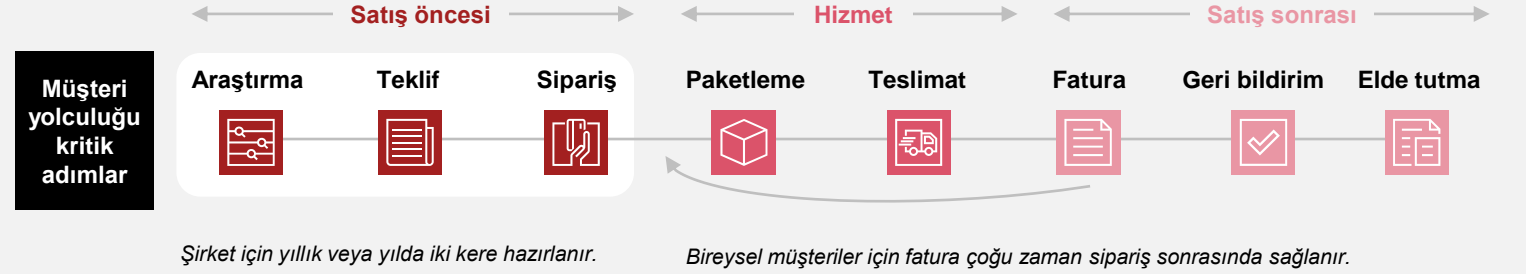 Satış öncesi
Hizmet
Satış sonrası
Müşteri
yolculuğu
kritik
adımlar
Araştırma
Teklif
Sipariş
Paketleme
Teslimat
Fatura
Geri bildirim
Elde tutma
Şirket için yıllık veya yılda iki kere hazırlanır.
Bireysel müşteriler için fatura çoğu zaman sipariş sonrasında sağlanır.